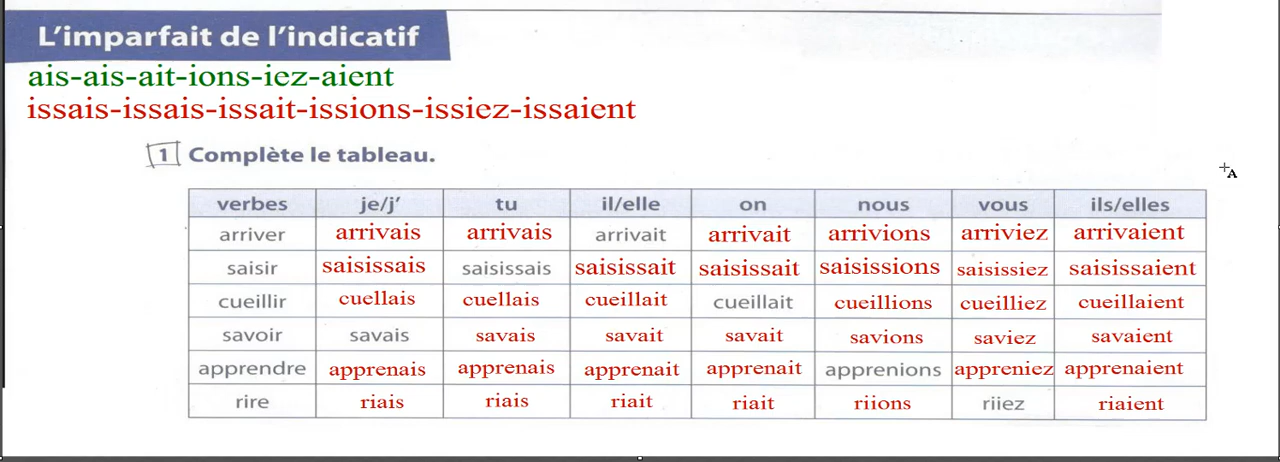 L'imparfait de l'indicatif
ais-ais-ait-ions-iez-aient
issais-issais-issait-issions-issiez-issaient
1 Complète le tableau.
A
verbes je/j' tu il/elle on nous vous ils/elles
arriver arrivais arrivais arrivait arrivait arrivions arriviez arrivaient
saisir saisissais saisissais saisissait saisissait saisissions saisissiez saisissaient
cueillir cuellais cuellais cueillait cueillait cueillions cueilliez cueillaient
savoir savais savais savait savait savions saviez savaient
apprendre apprenais apprenais apprenait apprenait apprenions appreniez apprenaient
rire riais riais riait riait riions riiez riaient